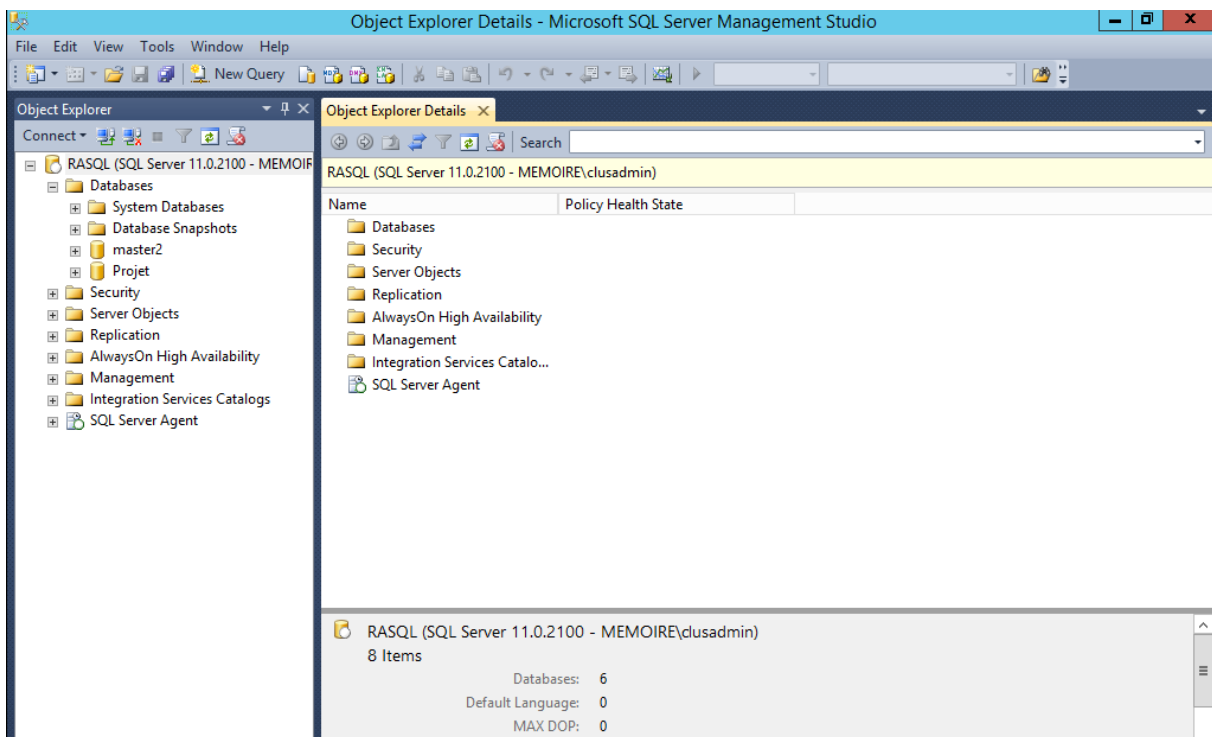 Object Explorer Details - Microsoft SQL Server Management Studio
File Edit View Tools Window Help
New Query
Object Explorer
Connect
RASQL (SQL Server 11.0.2100 - MEMOIR
Databases
System Databases
Database Snapshots
master2
Projet
Security
Server Objects
Replication
AlwaysOn High Availability
Management
Integration Services Catalogs
SQL Server Agent
Object Explorer Details
Search
RASQL (SQL Server 11.0.2100 - MEMOIRE\clusadmin)
Name Policy Health State
Databases
Security
Server Objects
Replication
AlwaysOn High Availability
Management
Integration Services Catalo...
SQL Server Agent
RASQL (SQL Server 11.0.2100 - MEMOIRE\clusadmin)
8 Items
Databases: 6
Default Language: 0
MAX DOP: 0